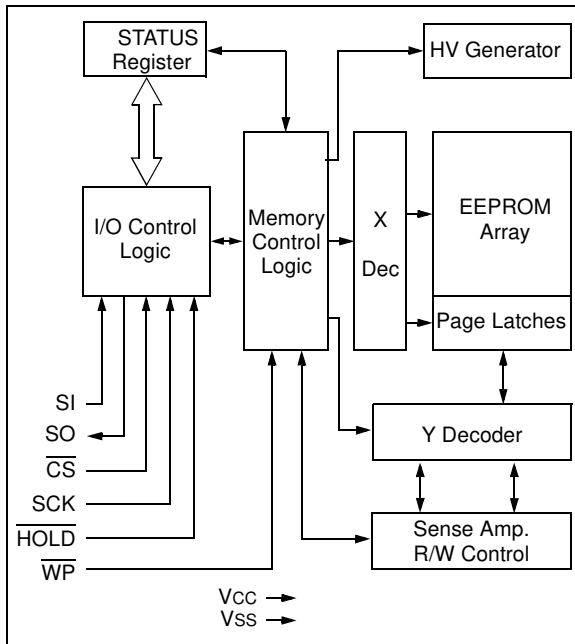 STATUS
Register
HV Generator
I/O Control
Logic
Memory
Control
Logic
X
Dec
EEPROM
Array
Page Latches
SI
SO
CS
SCK
HOLD
WP
Y Decoder
Sense Amp.
R/W Control
VCC
VSS